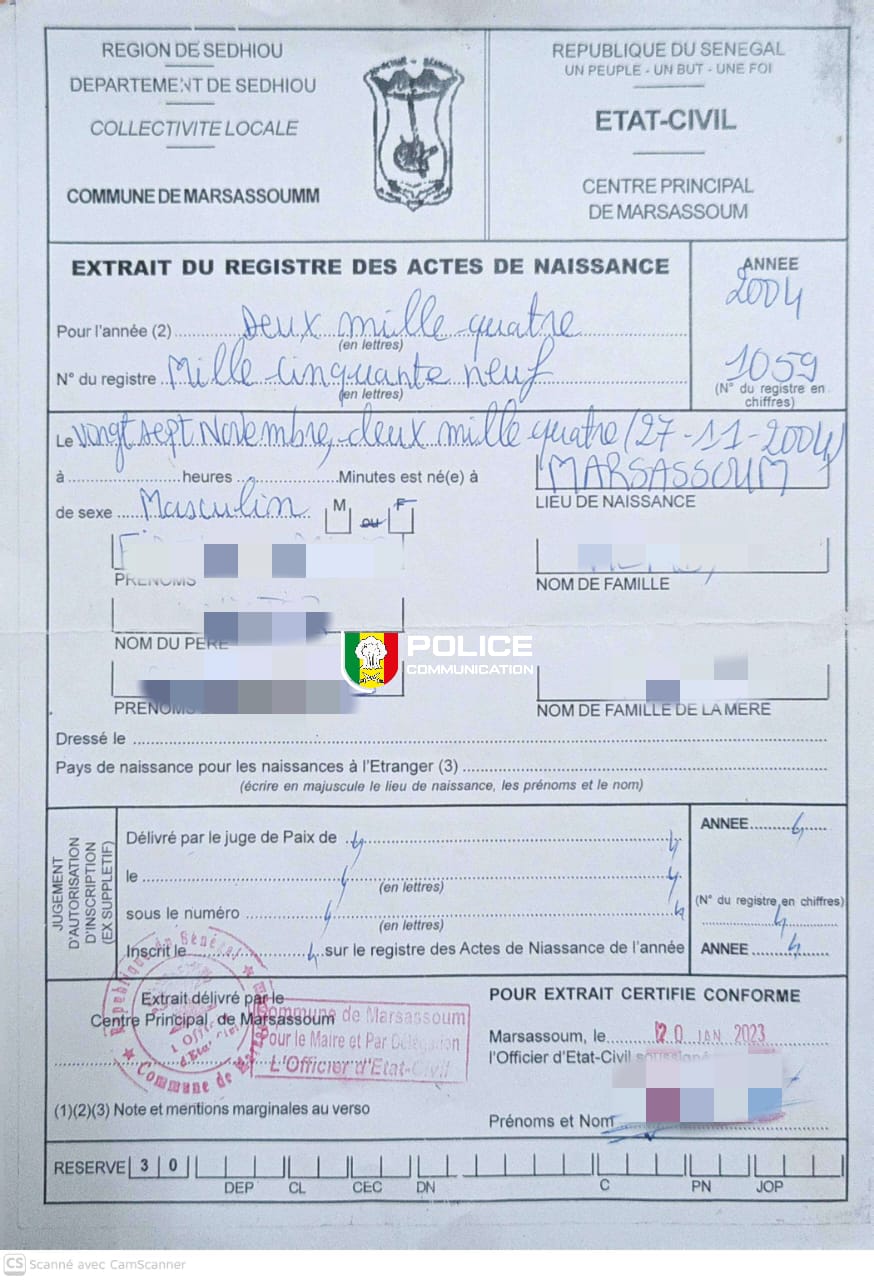 REGION DE SEDHIOU
DEPARTEMENT DE SEDHIOU
COLLECTIVITE LOCALE
COMMUNE DE MARSASSOUMM
REPUBLIQUE DU SENEGAL
UN PEUPLE - UN BUT - UNE FOI
ETAT-CIVIL
CENTRE PRINCIPAL
DE MARSASSOUM
EXTRAIT DU REGISTRE DES ACTES DE NAISSANCE
ANNEE
2004
Pour l'année (2) Deux mille quatre
(en lettres)
N° du registre Mille cinquante neuf
(en lettres)
1059
(N° du registre en
chiffres)
Le vingt sept Novembre, deux mille quatre (27-11-2004)
à heures Minutes est né(e) à MARSASSOUM
LIEU DE NAISSANCE
de sexe Masculin M ou F
PRENOMS
NOM DE FAMILLE
NOM DU PERE
POLICE
COMMUNICATION
PRENOMS
NOM DE FAMILLE DE LA MERE
Dressé le
Pays de naissance pour les naissances à l'Etranger (3)
(écrire en majuscule le lieu de naissance, les prénoms et le nom)
JUGEMENT
D'AUTORISATION
D'INSCRIPTION
(EX SUPPLETIF)
Délivré par le juge de Paix de
le
(en lettres)
sous le numéro
(en lettres)
Inscrit le sur le registre des Actes de Niassance de l'année
ANNEE
(N° du registre en chiffres)
ANNEE
Extrait délivré par le
Centre Principal de Marsassoum
République du Sénégal
Commune de Marsassoum
Pour le Maire et Par Délégation
L'Officier d'Etat-Civil
(1)(2)(3) Note et mentions marginales au verso
POUR EXTRAIT CERTIFIE CONFORME
Marsassoum, le 20 JAN 2023
l'Officier d'Etat-Civil soussigné
Prénoms et Nom
RESERVE 3 0
DEP CL CEC DN C PN JOP
CS Scanné avec CamScanner